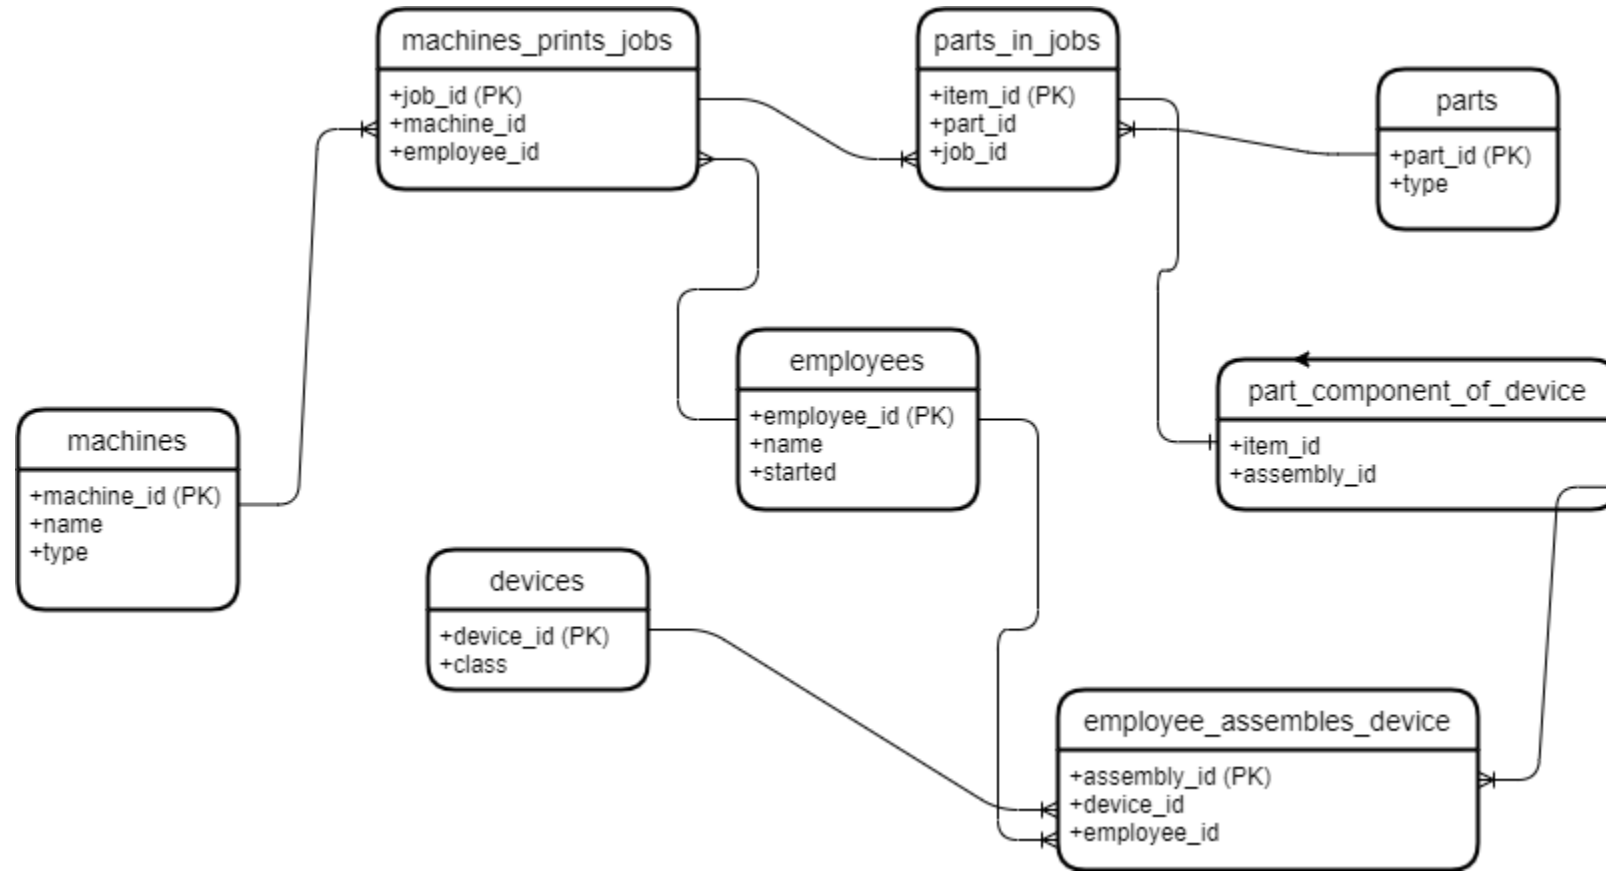 machines_prints_jobs
+job_id (PK)
+machine_id
+employee_id
parts_in_jobs
+item_id (PK)
+part_id
+job_id
parts
+part_id (PK)
+type
employees
+employee_id (PK)
+name
+started
part_component_of_device
+item_id
+assembly_id
machines
+machine_id (PK)
+name
+type
devices
+device_id (PK)
+class
employee_assembles_device
+assembly_id (PK)
+device_id
+employee_id